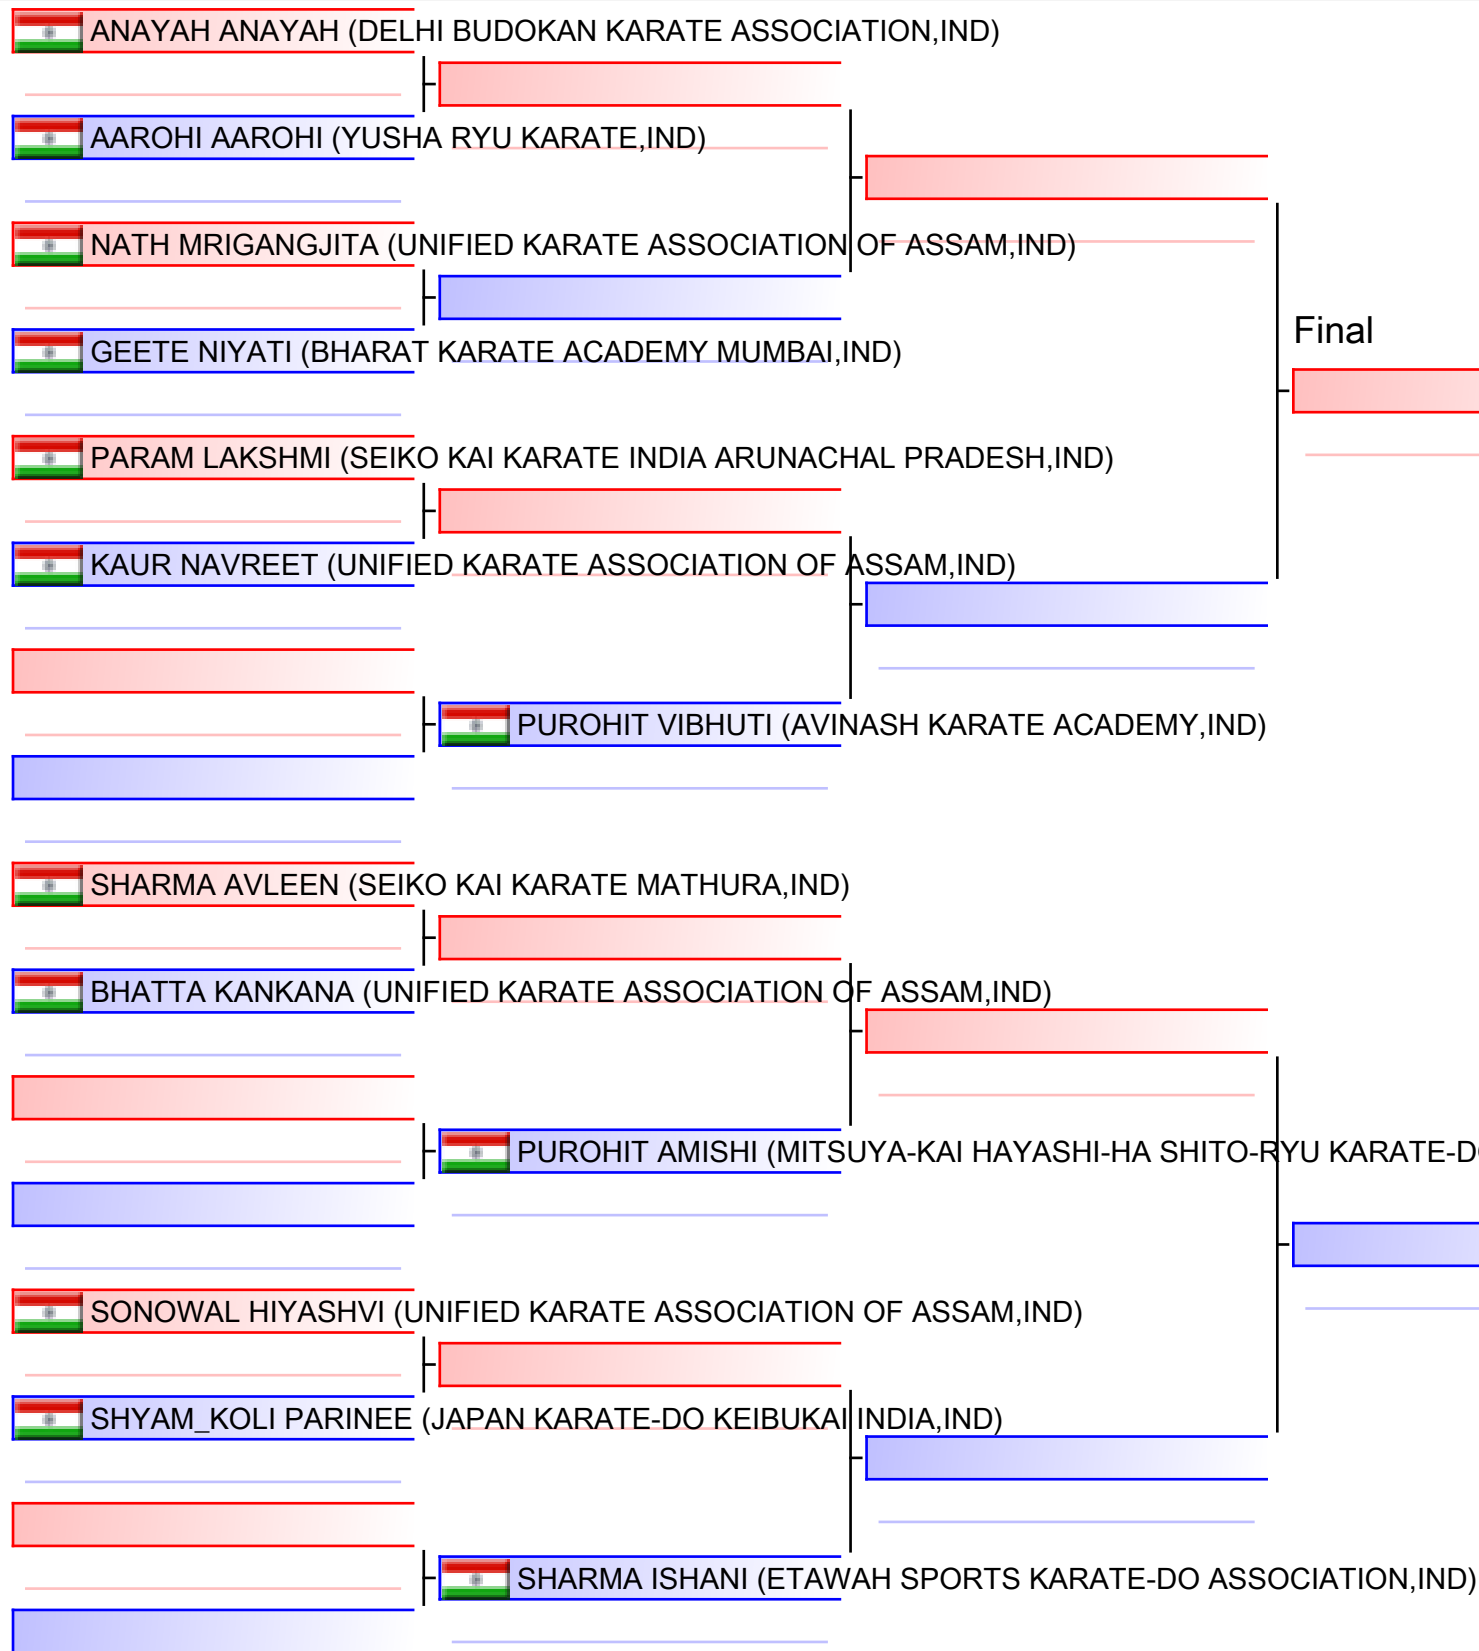 ANAYAH ANAYAH (DELHI BUDOKAN KARATE ASSOCIATION,IND)
AAROHI AAROHI (YUSHA RYU KARATE,IND)
NATH MRIGANGJITA (UNIFIED KARATE ASSOCIATION OF ASSAM,IND)
Final
GEETE NIYATI (BHARAT KARATE ACADEMY MUMBAI,IND)
PARAM LAKSHMI (SEIKO KAI KARATE INDIA ARUNACHAL PRADESH,IND)
KAUR NAVREET (UNIFIED KARATE ASSOCIATION OF ASSAM,IND)
PUROHIT VIBHUTI (AVINASH KARATE ACADEMY,IND)
SHARMA AVLEEN (SEIKO KAI KARATE MATHURA,IND)
BHATTA KANKANA (UNIFIED KARATE ASSOCIATION OF ASSAM,IND)
PUROHIT AMISHI (MITSUYA-KAI HAYASHI-HA SHITO-RYU KARATE-DO
SONOWAL HIYASHVI (UNIFIED KARATE ASSOCIATION OF ASSAM,IND)
SHYAM_KOLI PARINEE (JAPAN KARATE-DO KEIBUKAI INDIA,IND)
SHARMA ISHANI (ETAWAH SPORTS KARATE-DO ASSOCIATION,IND)